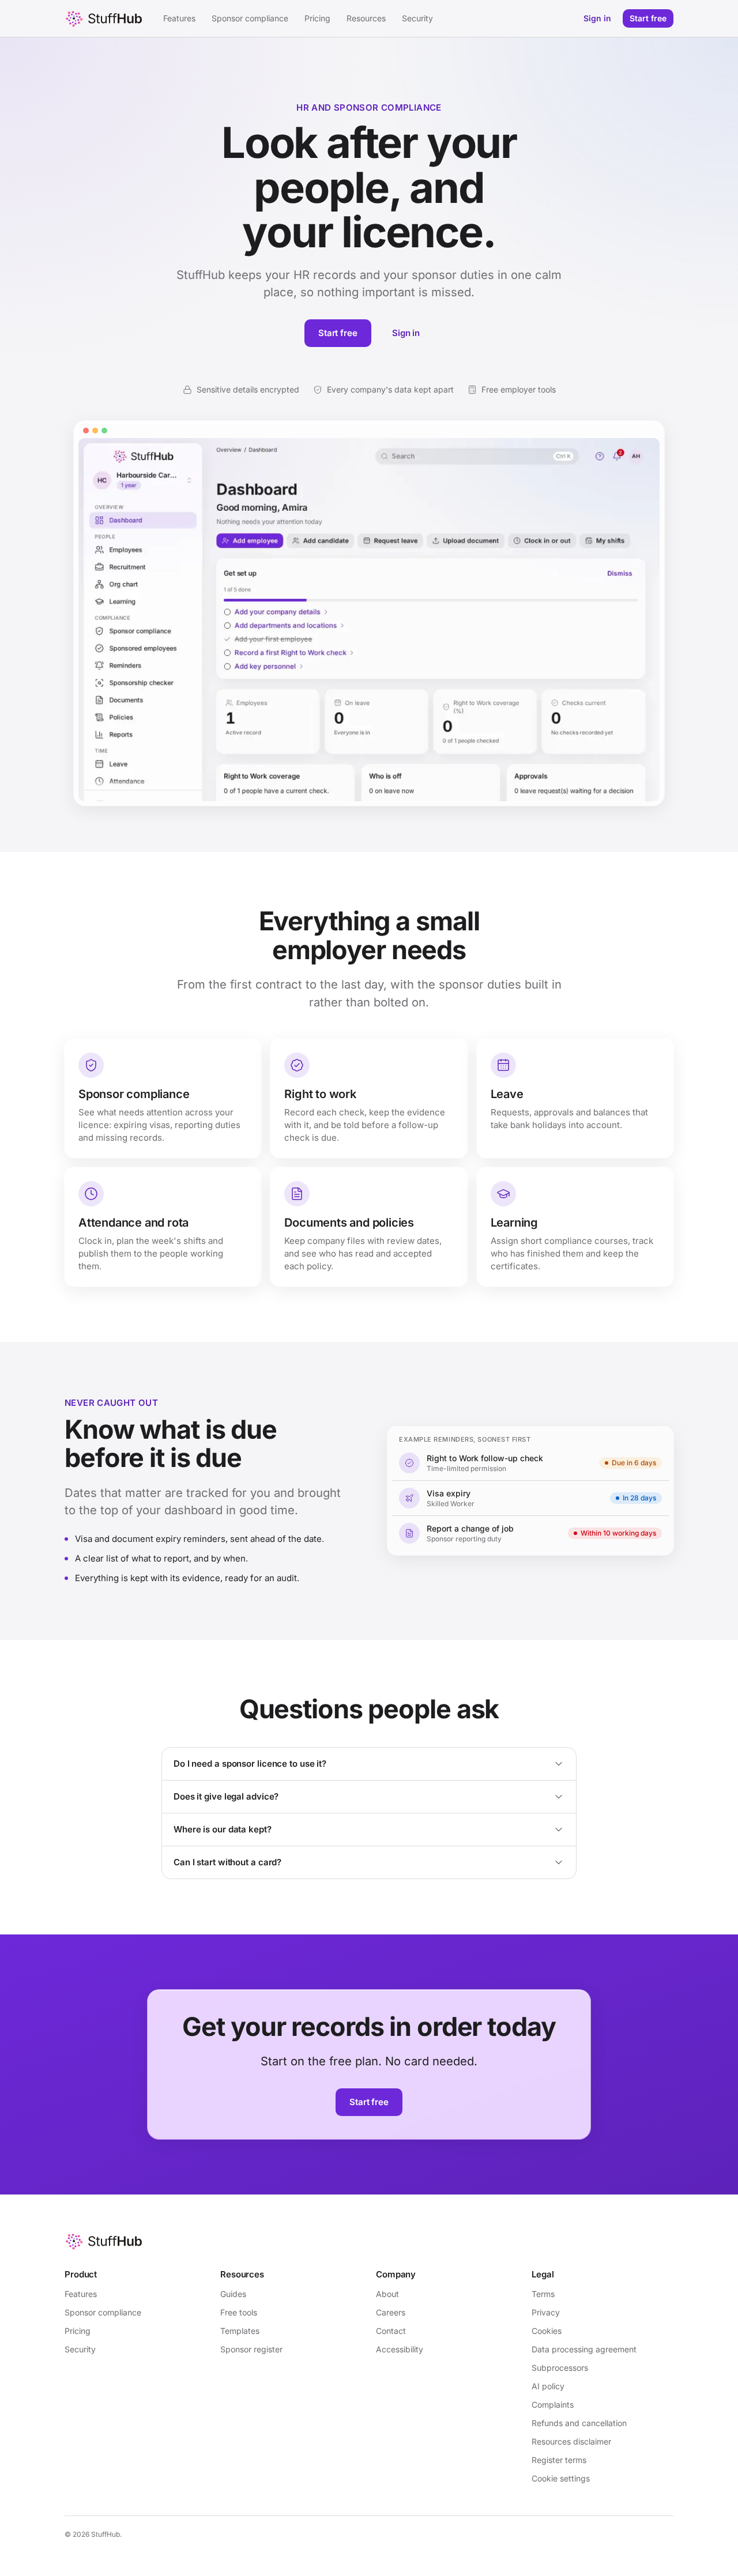 StuffHub
Features
Sponsor compliance
Pricing
Resources
Security
Sign in
Start free
HR AND SPONSOR COMPLIANCE
Look after your
people, and
your licence.
StuffHub keeps your HR records and your sponsor duties in one calm
place, so nothing important is missed.
Start free
Sign in
Sensitive details encrypted
Every company's data kept apart
Free employer tools
StuffHub
HC
Harbourside Car...
1 year
OVERVIEW
Dashboard
PEOPLE
Employees
Recruitment
Org chart
Learning
COMPLIANCE
Sponsor compliance
Sponsored employees
Reminders
Sponsorship checker
Documents
Policies
Reports
TIME
Leave
Attendance
Overview / Dashboard
Search
Ctrl K
2
AH
Dashboard
Good morning, Amira
Nothing needs your attention today
Add employee
Add candidate
Request leave
Upload document
Clock in or out
My shifts
Get set up
Dismiss
1 of 5 done
Add your company details
Add departments and locations
Add your first employee
Record a first Right to Work check
Add key personnel
Employees
1
Active record
On leave
0
Everyone is in
Right to Work coverage
(%)
0
0 of 1 people checked
Checks current
0
No checks recorded yet
Right to Work coverage
0 of 1 people have a current check.
Who is off
0 on leave now
Approvals
0 leave request(s) waiting for a decision
Everything a small
employer needs
From the first contract to the last day, with the sponsor duties built in
rather than bolted on.
Sponsor compliance
See what needs attention across your
licence: expiring visas, reporting duties
and missing records.
Right to work
Record each check, keep the evidence
with it, and be told before a follow-up
check is due.
Leave
Requests, approvals and balances that
take bank holidays into account.
Attendance and rota
Clock in, plan the week's shifts and
publish them to the people working
them.
Documents and policies
Keep company files with review dates,
and see who has read and accepted
each policy.
Learning
Assign short compliance courses, track
who has finished them and keep the
certificates.
NEVER CAUGHT OUT
Know what is due
before it is due
Dates that matter are tracked for you and brought
to the top of your dashboard in good time.
Visa and document expiry reminders, sent ahead of the date.
A clear list of what to report, and by when.
Everything is kept with its evidence, ready for an audit.
EXAMPLE REMINDERS, SOONEST FIRST
Right to Work follow-up check
Time-limited permission
Due in 6 days
Visa expiry
Skilled Worker
In 28 days
Report a change of job
Sponsor reporting duty
Within 10 working days
Questions people ask
Do I need a sponsor licence to use it?
Does it give legal advice?
Where is our data kept?
Can I start without a card?
Get your records in order today
Start on the free plan. No card needed.
Start free
StuffHub
Product
Features
Sponsor compliance
Pricing
Security
Resources
Guides
Free tools
Templates
Sponsor register
Company
About
Careers
Contact
Accessibility
Legal
Terms
Privacy
Cookies
Data processing agreement
Subprocessors
AI policy
Complaints
Refunds and cancellation
Resources disclaimer
Register terms
Cookie settings
© 2026 StuffHub.